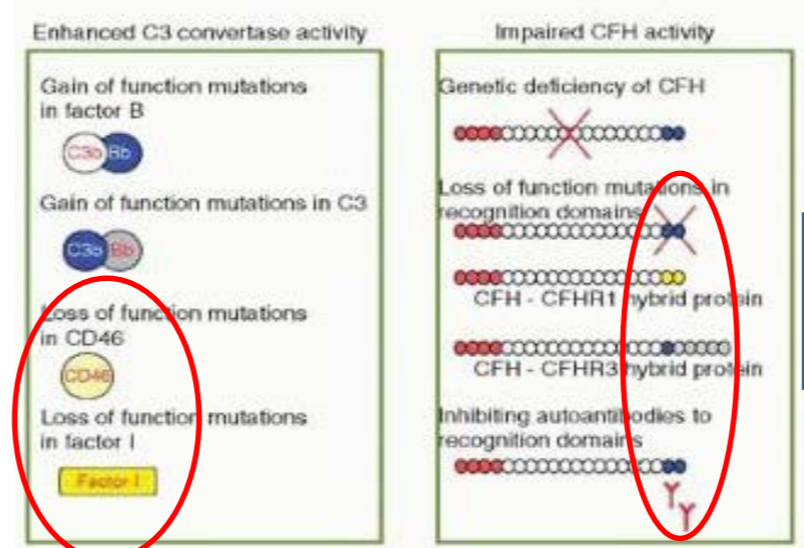 Enhanced C3 convertase activity
Gain of function mutations
in factor B
C3b Bb
Gain of function mutations in C3
C3b Bb
Loss of function mutations
in CD46
CD46
Loss of function mutations
in factor I
Factor I
Impaired CFH activity
Genetic deficiency of CFH
Loss of function mutations in
recognition domains
CFH - CFHR1 hybrid protein
CFH - CFHR3 hybrid protein
Inhibiting autoantibodies to
recognition domains